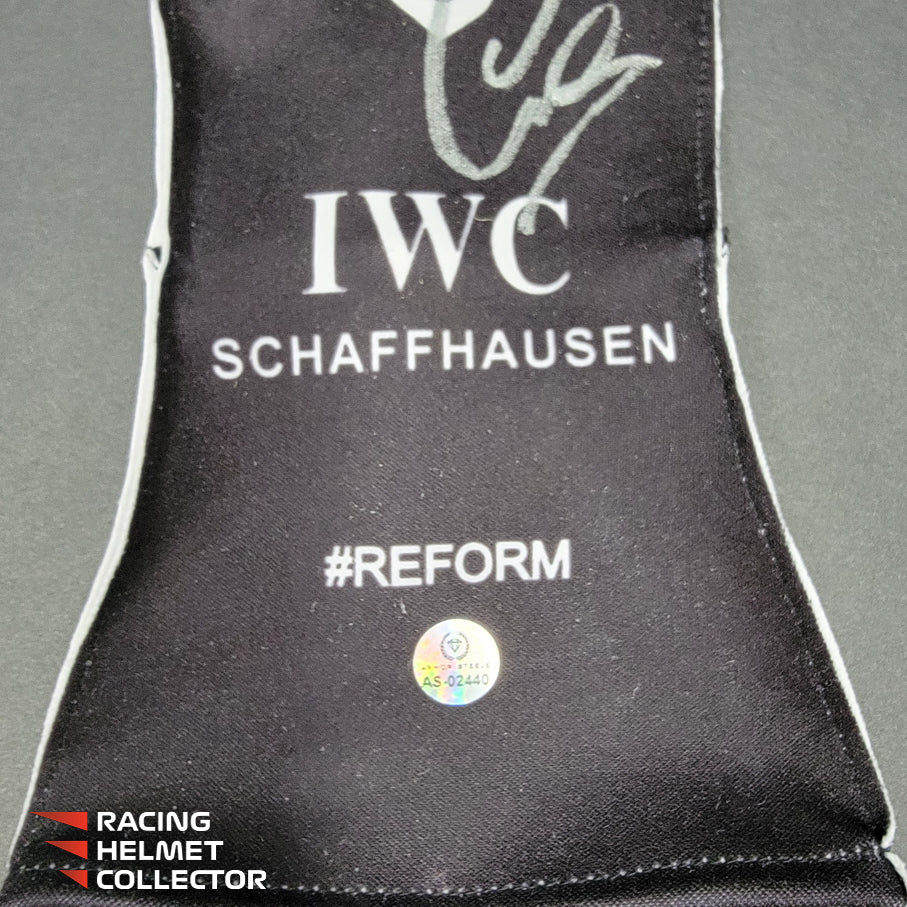 IWC
SCHAFFHAUSEN
#REFORM
AS-02440
RACING
HELMET
COLLECTOR